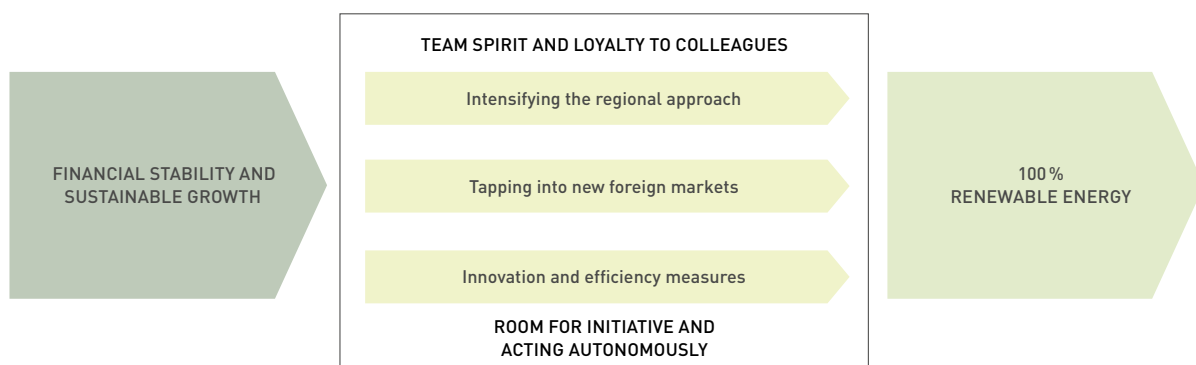 TEAM SPIRIT AND LOYALTY TO COLLEAGUES
FINANCIAL STABILITY AND
SUSTAINABLE GROWTH
Intensifying the regional approach
Tapping into new foreign markets
Innovation and efficiency measures
ROOM FOR INITIATIVE AND
ACTING AUTONOMOUSLY
100 %
RENEWABLE ENERGY